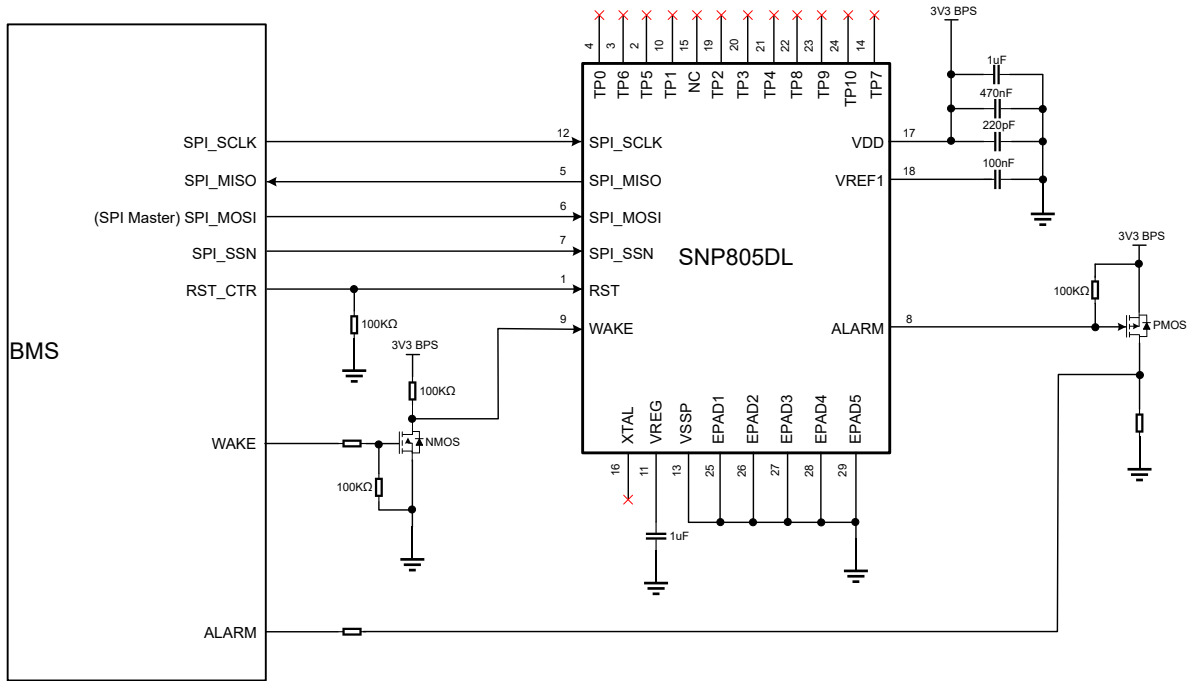 BMS
SPI_SCLK
SPI_MISO
(SPI Master) SPI_MOSI
SPI_SSN
RST_CTR
WAKE
ALARM
100KΩ
3V3 BPS
100KΩ
NMOS
100KΩ
12
5
6
7
1
9
4
3
2
10
15
19
20
21
22
23
24
14
TP0
TP6
TP5
TP1
NC
TP2
TP3
TP4
TP8
TP9
TP10
TP7
SPI_SCLK
SPI_MISO
SPI_MOSI
SPI_SSN
RST
WAKE
SNP805DL
VDD
VREF1
ALARM
XTAL
VREG
VSSP
EPAD1
EPAD2
EPAD3
EPAD4
EPAD5
16
11
13
25
26
27
28
29
1uF
17
18
8
3V3 BPS
1uF
470nF
220pF
100nF
3V3 BPS
100KΩ
PMOS